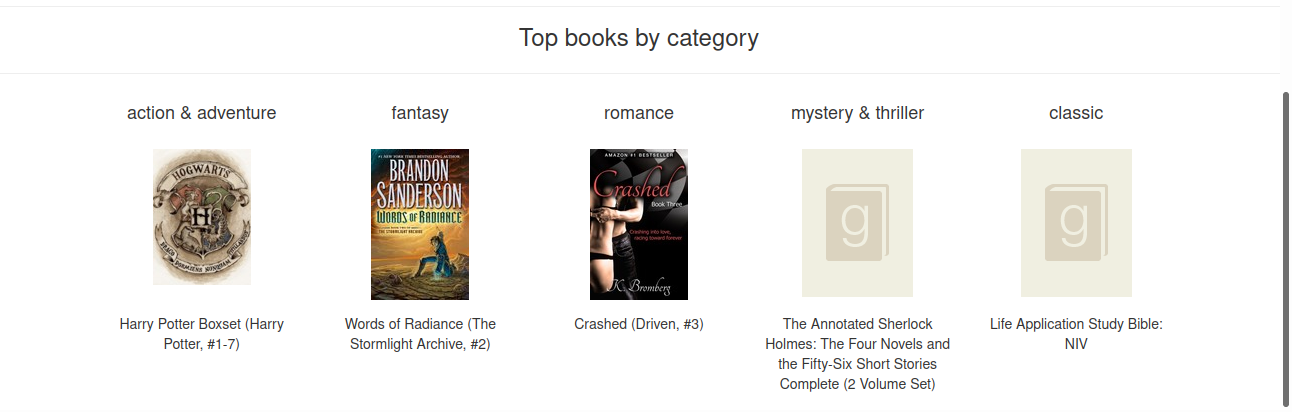 Top books by category
action & adventure
fantasy
romance
mystery & thriller
classic
HOGWARTS
H
#1 NEW YORK TIMES BESTSELLING AUTHOR
BRANDON
SANDERSON
WORDS OF RADIANCE
BOOK TWO OF
THE STORMLIGHT ARCHIVE
AMAZON #1 BESTSELLER
Crashed
Book Three
Crashing into love,
racing toward forever
K. Bromberg
g
g
Harry Potter Boxset (Harry
Potter, #1-7)
Words of Radiance (The
Stormlight Archive, #2)
Crashed (Driven, #3)
The Annotated Sherlock
Holmes: The Four Novels and
the Fifty-Six Short Stories
Complete (2 Volume Set)
Life Application Study Bible:
NIV